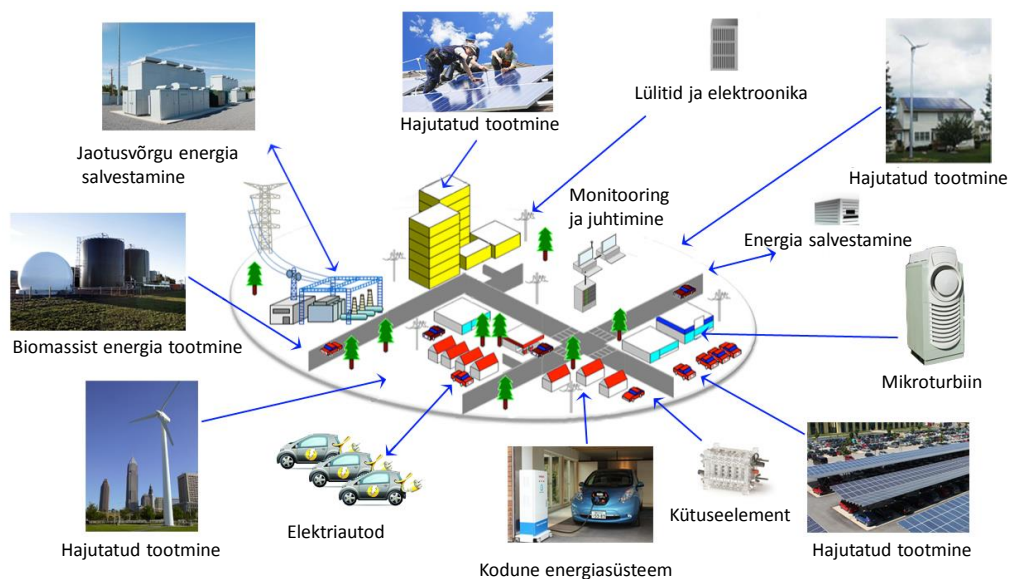 Hajutatud tootmine
Lülitid ja elektroonika
Jaotusvõrgu energia
salvestamine
Hajutatud tootmine
Monitooring
ja juhtimine
Energia salvestamine
Biomassist energia tootmine
Mikroturbiin
Elektriautod
Kütuseelement
Hajutatud tootmine
Hajutatud tootmine
Kodune energiasüsteem